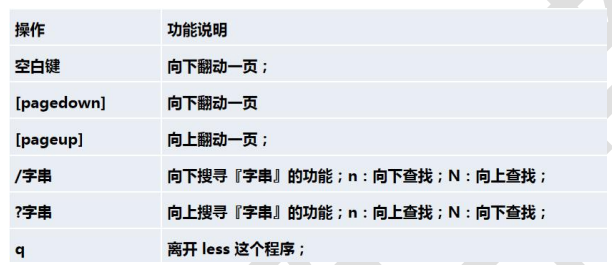 操作 功能说明
空白键 向下翻动一页；
[pagedown] 向下翻动一页
[pageup] 向上翻动一页；
/字串 向下搜寻『字串』的功能；n：向下查找；N：向上查找；
?字串 向上搜寻『字串』的功能；n：向上查找；N：向下查找；
q 离开 less 这个程序；